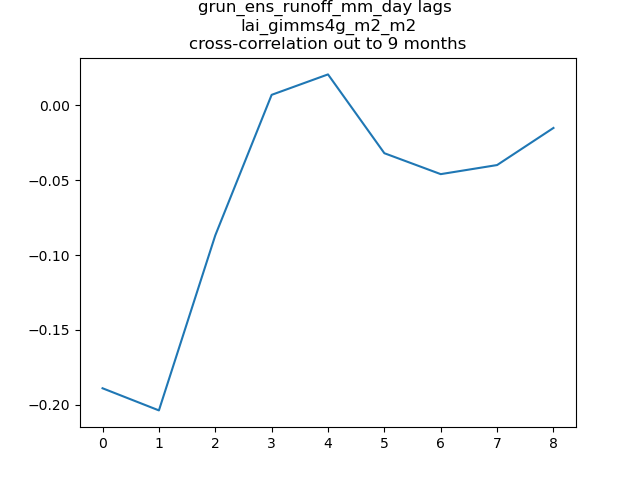 grun_ens_runoff_mm_day lags
lai_gimms4g_m2_m2
cross-correlation out to 9 months
0.00
−0.05
−0.10
−0.15
−0.20
0 1 2 3 4 5 6 7 8